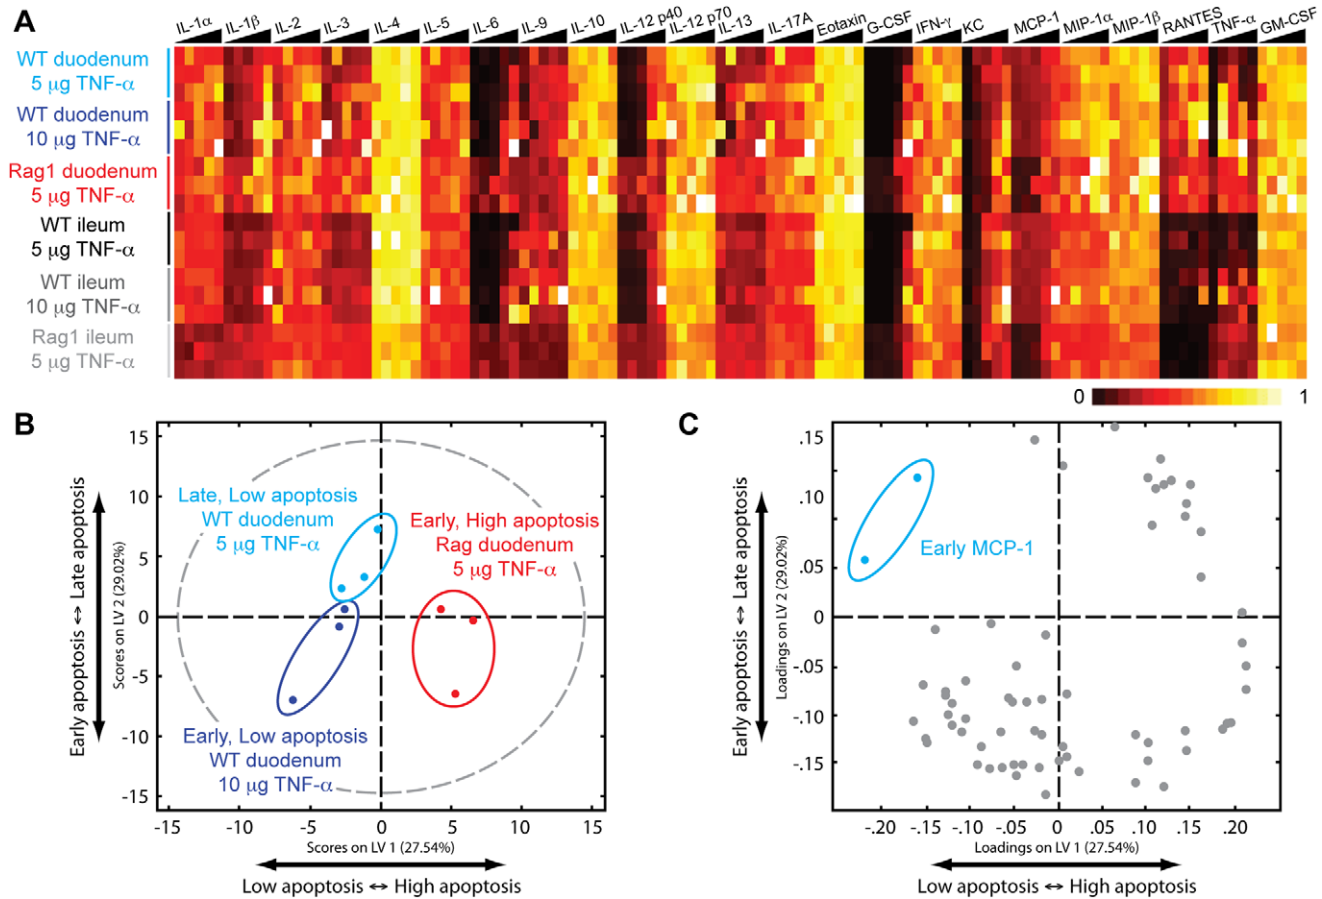 A
IL-1α IL-1β IL-2 IL-3 IL-4 IL-5 IL-6 IL-9 IL-10 IL-12 p40 IL-12 p70 IL-13 IL-17A Eotaxin G-CSF IFN-γ KC MCP-1 MIP-1α MIP-1β RANTES TNF-α GM-CSF
WT duodenum
5 µg TNF-α
WT duodenum
10 µg TNF-α
Rag1 duodenum
5 µg TNF-α
WT ileum
5 µg TNF-α
WT ileum
10 µg TNF-α
Rag1 ileum
5 µg TNF-α
0 1
B
Early apoptosis ↔ Late apoptosis
Scores on LV 2 (29.02%)
15
10
5
0
-5
-10
-15
Late, Low apoptosis
WT duodenum
5 µg TNF-α
Early, High apoptosis
Rag duodenum
5 µg TNF-α
Early, Low apoptosis
WT duodenum
10 µg TNF-α
-15 -10 -5 0 5 10 15
Scores on LV 1 (27.54%)
Low apoptosis ↔ High apoptosis
C
Early apoptosis ↔ Late apoptosis
Loadings on LV 2 (29.02%)
.15
.10
.05
0
-.05
-.10
-.15
Early MCP-1
-.20 -.15 -.10 -.05 0 .05 .10 .15 .20
Loadings on LV 1 (27.54%)
Low apoptosis ↔ High apoptosis